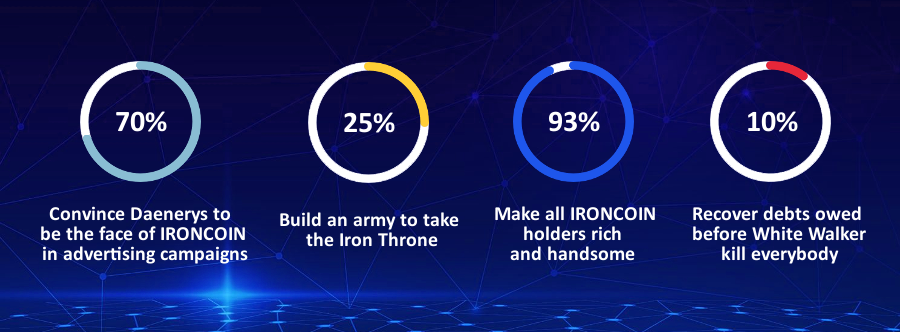 70%
25%
93%
10%
Convince Daenerys to
be the face of IRONCOIN
in advertising campaigns
Build an army to take
the Iron Throne
Make all IRONCOIN
holders rich
and handsome
Recover debts owed
before White Walker
kill everybody